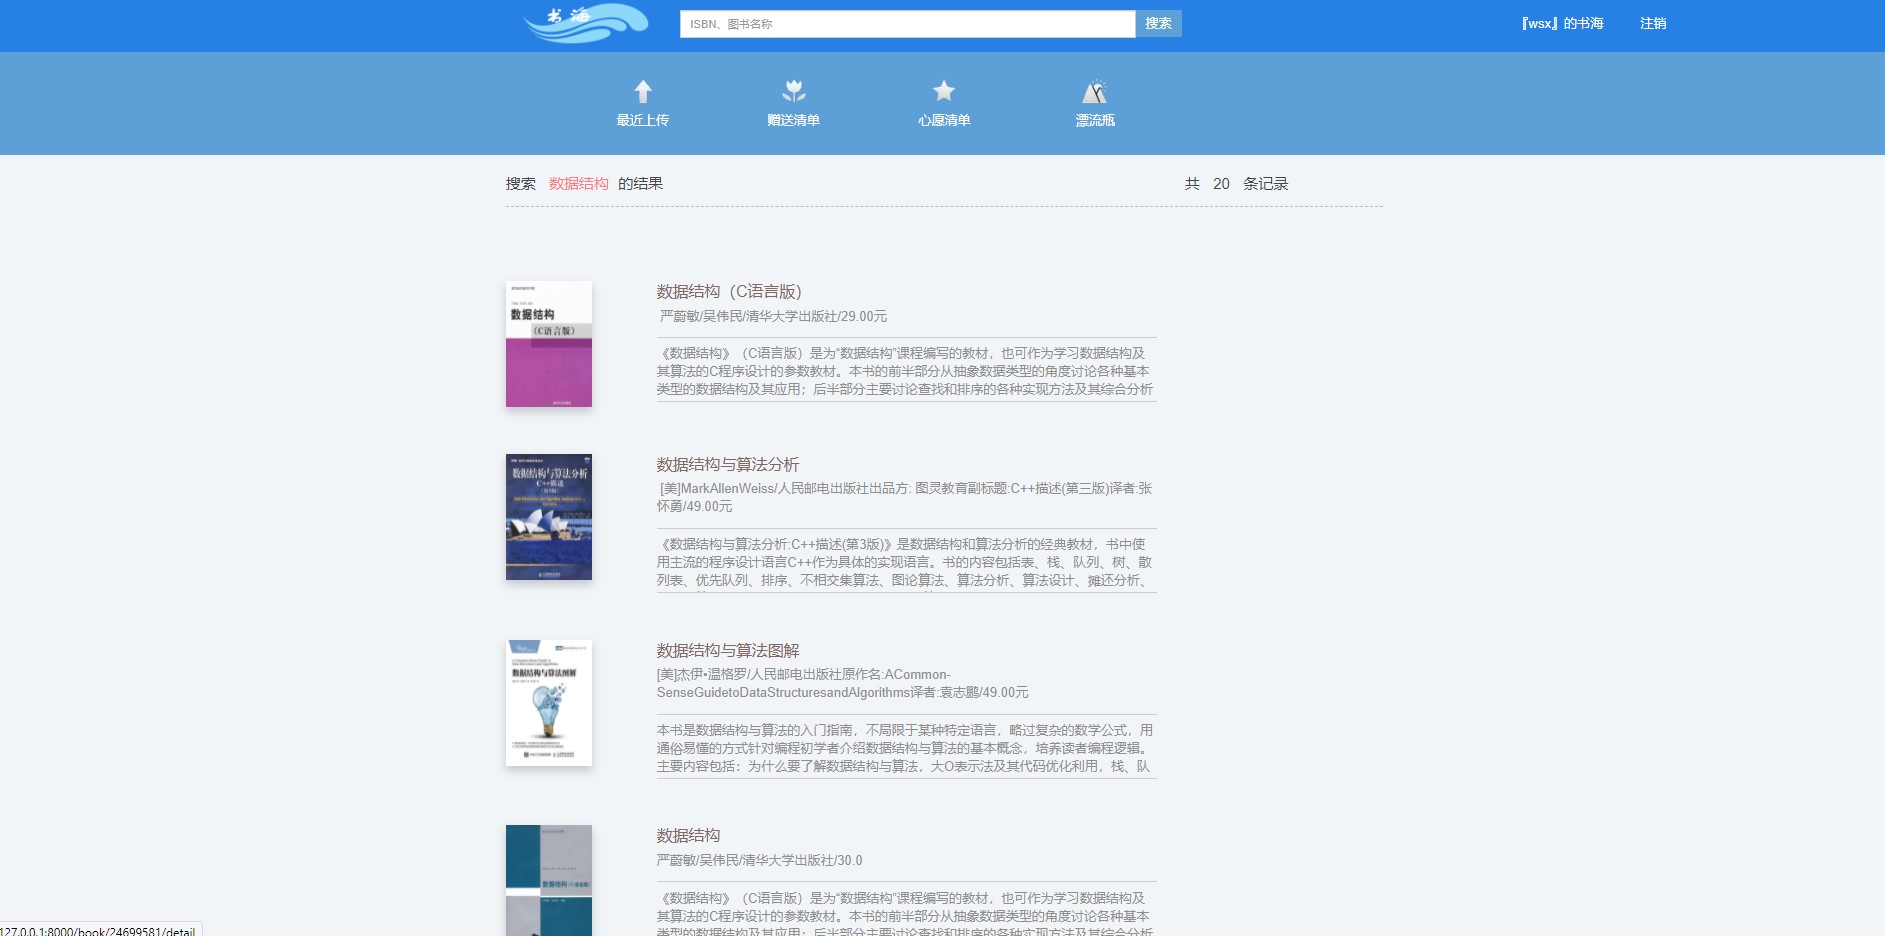 书海
ISBN、图书名称
搜索
『wsx』的书海
注销
最近上传
赠送清单
心愿清单
漂流瓶
搜索 数据结构 的结果
共 20 条记录
数据结构
（C语言版）
数据结构（C语言版）
严蔚敏/吴伟民/清华大学出版社/29.00元
《数据结构》（C语言版）是为“数据结构”课程编写的教材，也可作为学习数据结构及
其算法的C程序设计的参数教材。本书的前半部分从抽象数据类型的角度讨论各种基本
类型的数据结构及其应用；后半部分主要讨论查找和排序的各种实现方法及其综合分析
数据结构与算法分析
C++描述
数据结构与算法分析
[美]MarkAllenWeiss/人民邮电出版社出品方: 图灵教育副标题:C++描述(第三版)译者:张
怀勇/49.00元
《数据结构与算法分析:C++描述(第3版)》是数据结构和算法分析的经典教材，书中使
用主流的程序设计语言C++作为具体的实现语言。书的内容包括表、栈、队列、树、散
列表、优先队列、排序、不相交集算法、图论算法、算法分析、算法设计、摊还分析、
数据结构与算法图解
数据结构与算法图解
[美]杰伊•温格罗/人民邮电出版社原作名:ACommon-
SenseGuidetoDataStructuresandAlgorithms译者:袁志鹏/49.00元
本书是数据结构与算法的入门指南，不局限于某种特定语言，略过复杂的数学公式，用
通俗易懂的方式针对编程初学者介绍数据结构与算法的基本概念，培养读者编程逻辑。
主要内容包括：为什么要了解数据结构与算法，大O表示法及其代码优化利用，栈、队
数据结构（C语言版）
数据结构
严蔚敏/吴伟民/清华大学出版社/30.0
《数据结构》（C语言版）是为“数据结构”课程编写的教材，也可作为学习数据结构及
其算法的C程序设计的参数教材。本书的前半部分从抽象数据类型的角度讨论各种基本
类型的数据结构及其应用；后半部分主要讨论查找和排序的各种实现方法及其综合分析
127.0.0.1:8000/book/24699581/detail